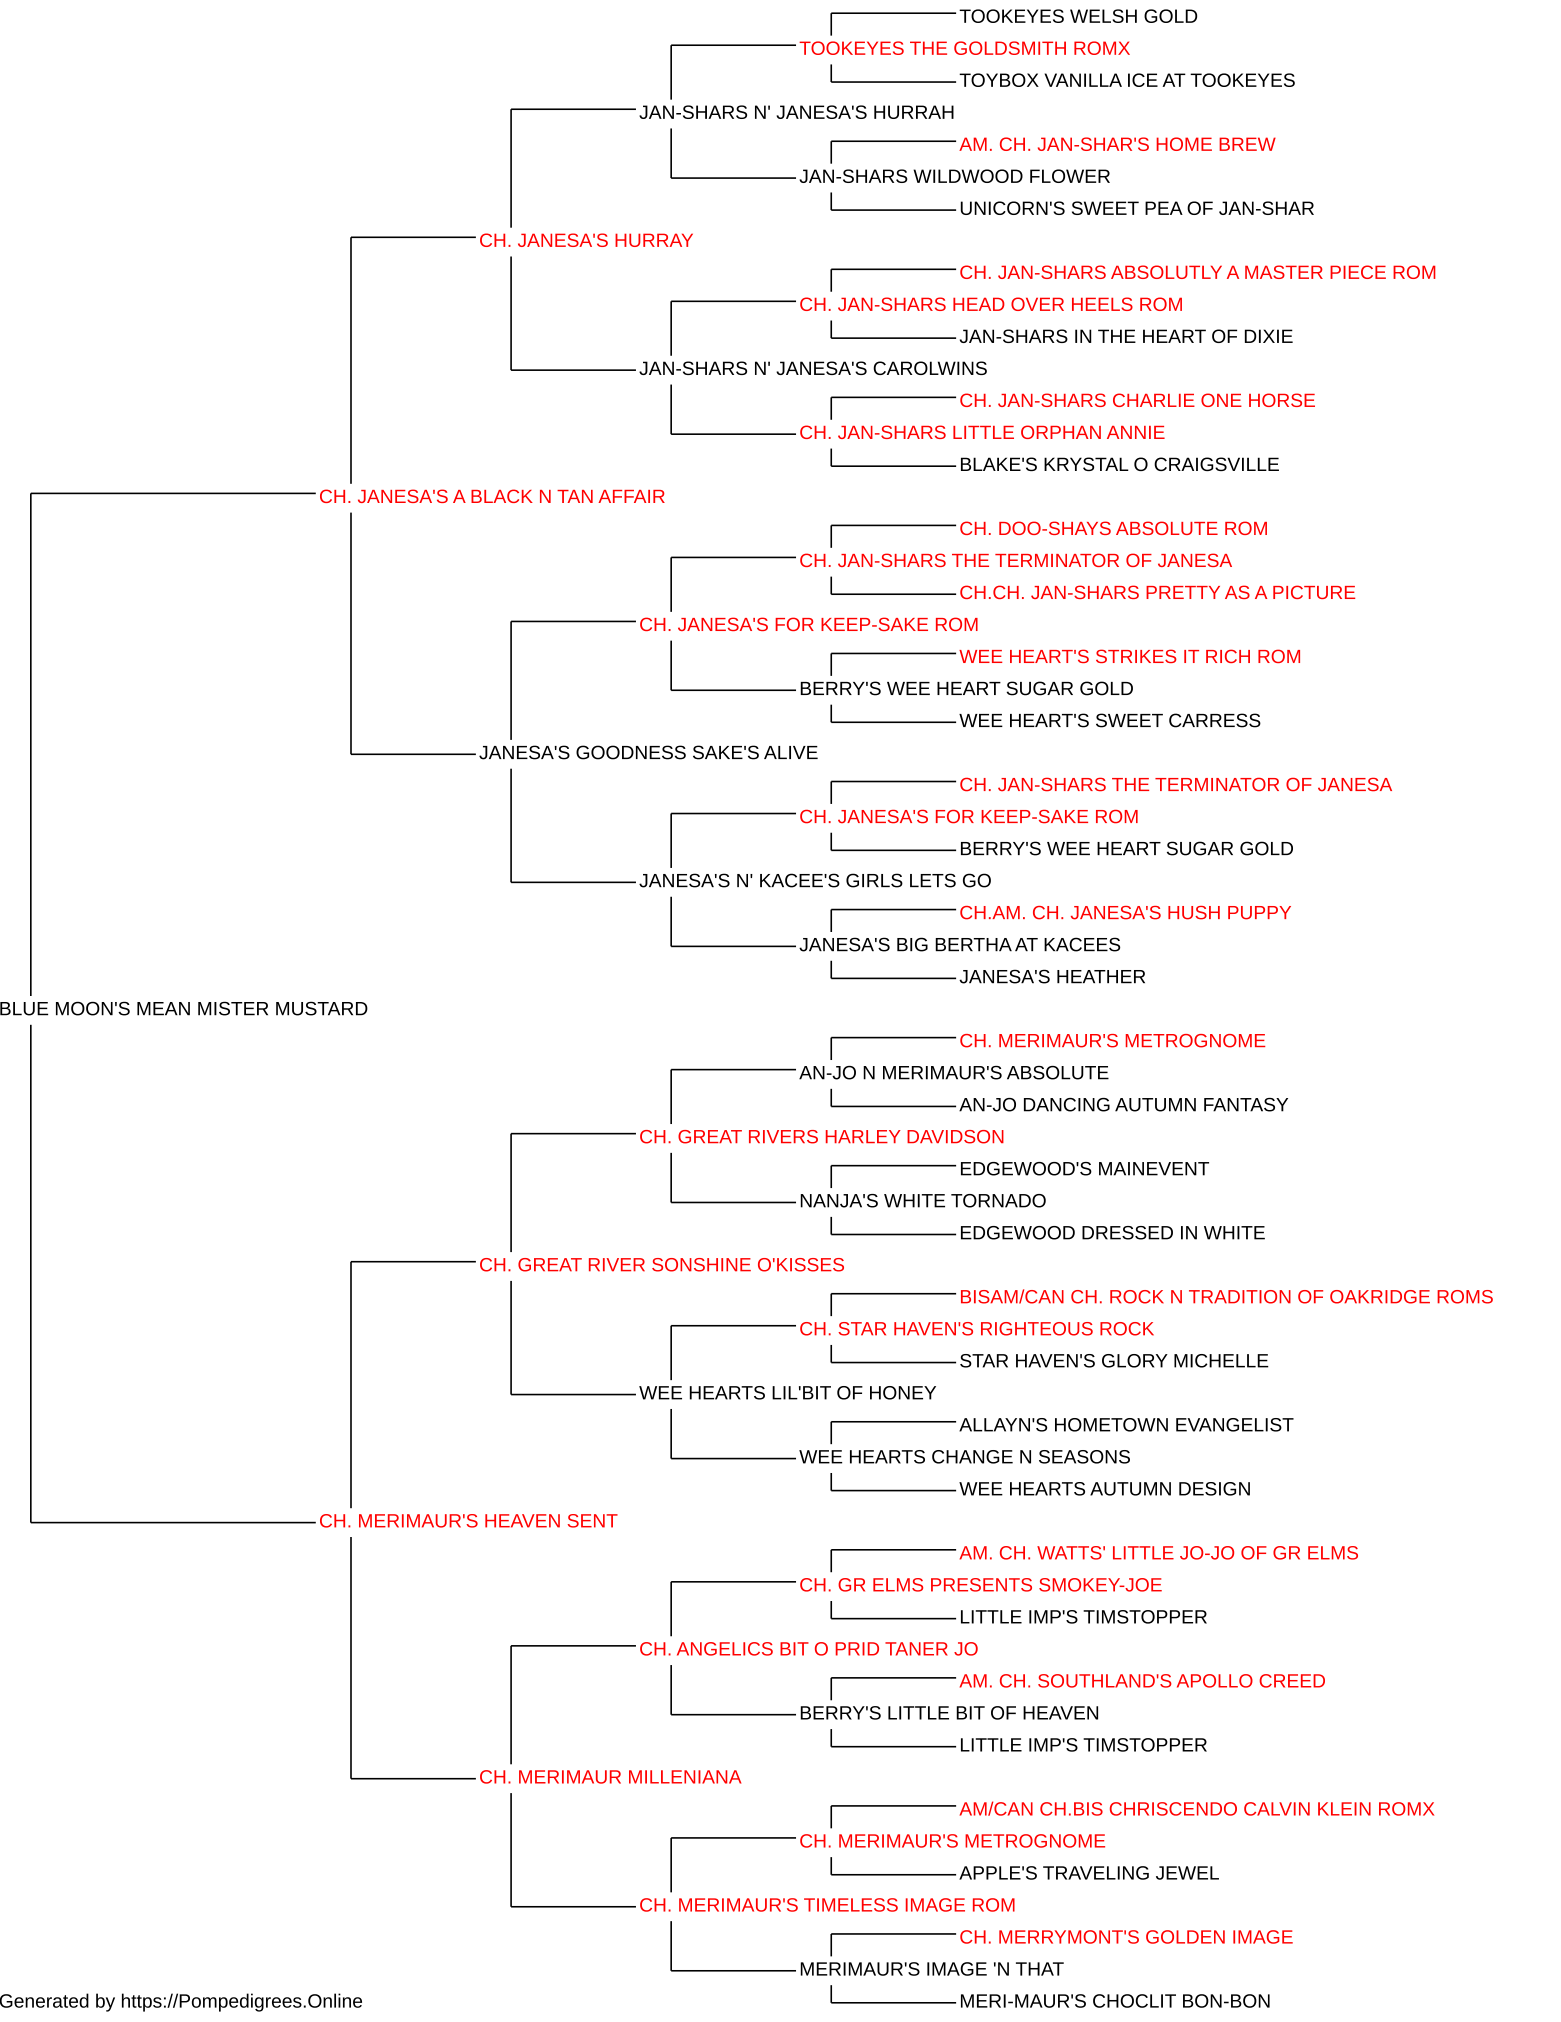 TOOKEYES WELSH GOLD
TOOKEYES THE GOLDSMITH ROMX
TOYBOX VANILLA ICE AT TOOKEYES
JAN-SHARS N' JANESA'S HURRAH
AM. CH. JAN-SHAR'S HOME BREW
JAN-SHARS WILDWOOD FLOWER
UNICORN'S SWEET PEA OF JAN-SHAR
CH. JANESA'S HURRAY
CH. JAN-SHARS ABSOLUTLY A MASTER PIECE ROM
CH. JAN-SHARS HEAD OVER HEELS ROM
JAN-SHARS IN THE HEART OF DIXIE
JAN-SHARS N' JANESA'S CAROLWINS
CH. JAN-SHARS CHARLIE ONE HORSE
CH. JAN-SHARS LITTLE ORPHAN ANNIE
BLAKE'S KRYSTAL O CRAIGSVILLE
CH. JANESA'S A BLACK N TAN AFFAIR
CH. DOO-SHAYS ABSOLUTE ROM
CH. JAN-SHARS THE TERMINATOR OF JANESA
CH.CH. JAN-SHARS PRETTY AS A PICTURE
CH. JANESA'S FOR KEEP-SAKE ROM
WEE HEART'S STRIKES IT RICH ROM
BERRY'S WEE HEART SUGAR GOLD
WEE HEART'S SWEET CARRESS
JANESA'S GOODNESS SAKE'S ALIVE
CH. JAN-SHARS THE TERMINATOR OF JANESA
CH. JANESA'S FOR KEEP-SAKE ROM
BERRY'S WEE HEART SUGAR GOLD
JANESA'S N' KACEE'S GIRLS LETS GO
CH.AM. CH. JANESA'S HUSH PUPPY
JANESA'S BIG BERTHA AT KACEES
JANESA'S HEATHER
BLUE MOON'S MEAN MISTER MUSTARD
CH. MERIMAUR'S METROGNOME
AN-JO N MERIMAUR'S ABSOLUTE
AN-JO DANCING AUTUMN FANTASY
CH. GREAT RIVERS HARLEY DAVIDSON
EDGEWOOD'S MAINEVENT
NANJA'S WHITE TORNADO
EDGEWOOD DRESSED IN WHITE
CH. GREAT RIVER SONSHINE O'KISSES
BISAM/CAN CH. ROCK N TRADITION OF OAKRIDGE ROMS
CH. STAR HAVEN'S RIGHTEOUS ROCK
STAR HAVEN'S GLORY MICHELLE
WEE HEARTS LIL'BIT OF HONEY
ALLAYN'S HOMETOWN EVANGELIST
WEE HEARTS CHANGE N SEASONS
WEE HEARTS AUTUMN DESIGN
CH. MERIMAUR'S HEAVEN SENT
AM. CH. WATTS' LITTLE JO-JO OF GR ELMS
CH. GR ELMS PRESENTS SMOKEY-JOE
LITTLE IMP'S TIMSTOPPER
CH. ANGELICS BIT O PRID TANER JO
AM. CH. SOUTHLAND'S APOLLO CREED
BERRY'S LITTLE BIT OF HEAVEN
LITTLE IMP'S TIMSTOPPER
CH. MERIMAUR MILLENIANA
AM/CAN CH.BIS CHRISCENDO CALVIN KLEIN ROMX
CH. MERIMAUR'S METROGNOME
APPLE'S TRAVELING JEWEL
CH. MERIMAUR'S TIMELESS IMAGE ROM
CH. MERRYMONT'S GOLDEN IMAGE
MERIMAUR'S IMAGE 'N THAT
MERI-MAUR'S CHOCLIT BON-BON
Generated by https://Pompedigrees.Online